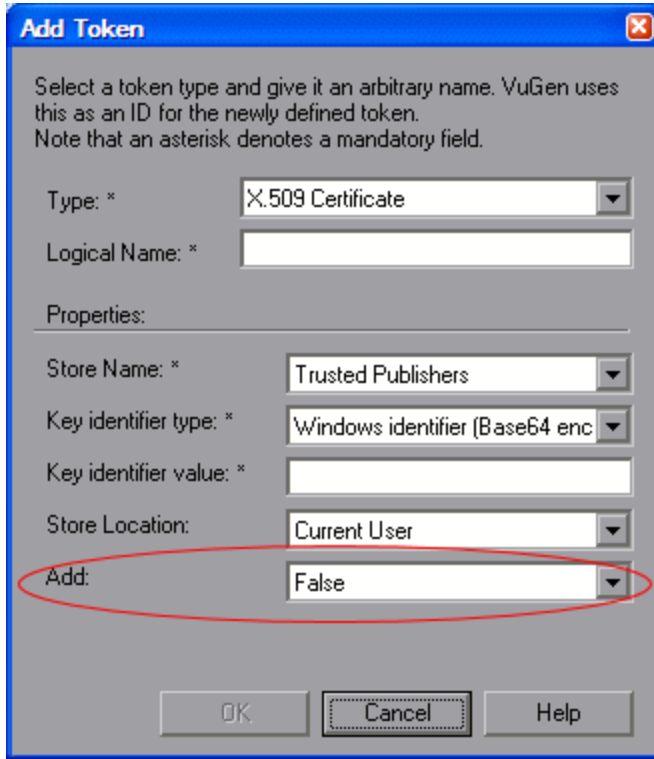 Add Token
Select a token type and give it an arbitrary name. VuGen uses
this as an ID for the newly defined token.
Note that an asterisk denotes a mandatory field.
Type: * X.509 Certificate
Logical Name: *
Properties:
Store Name: * Trusted Publishers
Key identifier type: * Windows identifier (Base64 enc
Key identifier value: *
Store Location: Current User
Add: False
OK Cancel Help